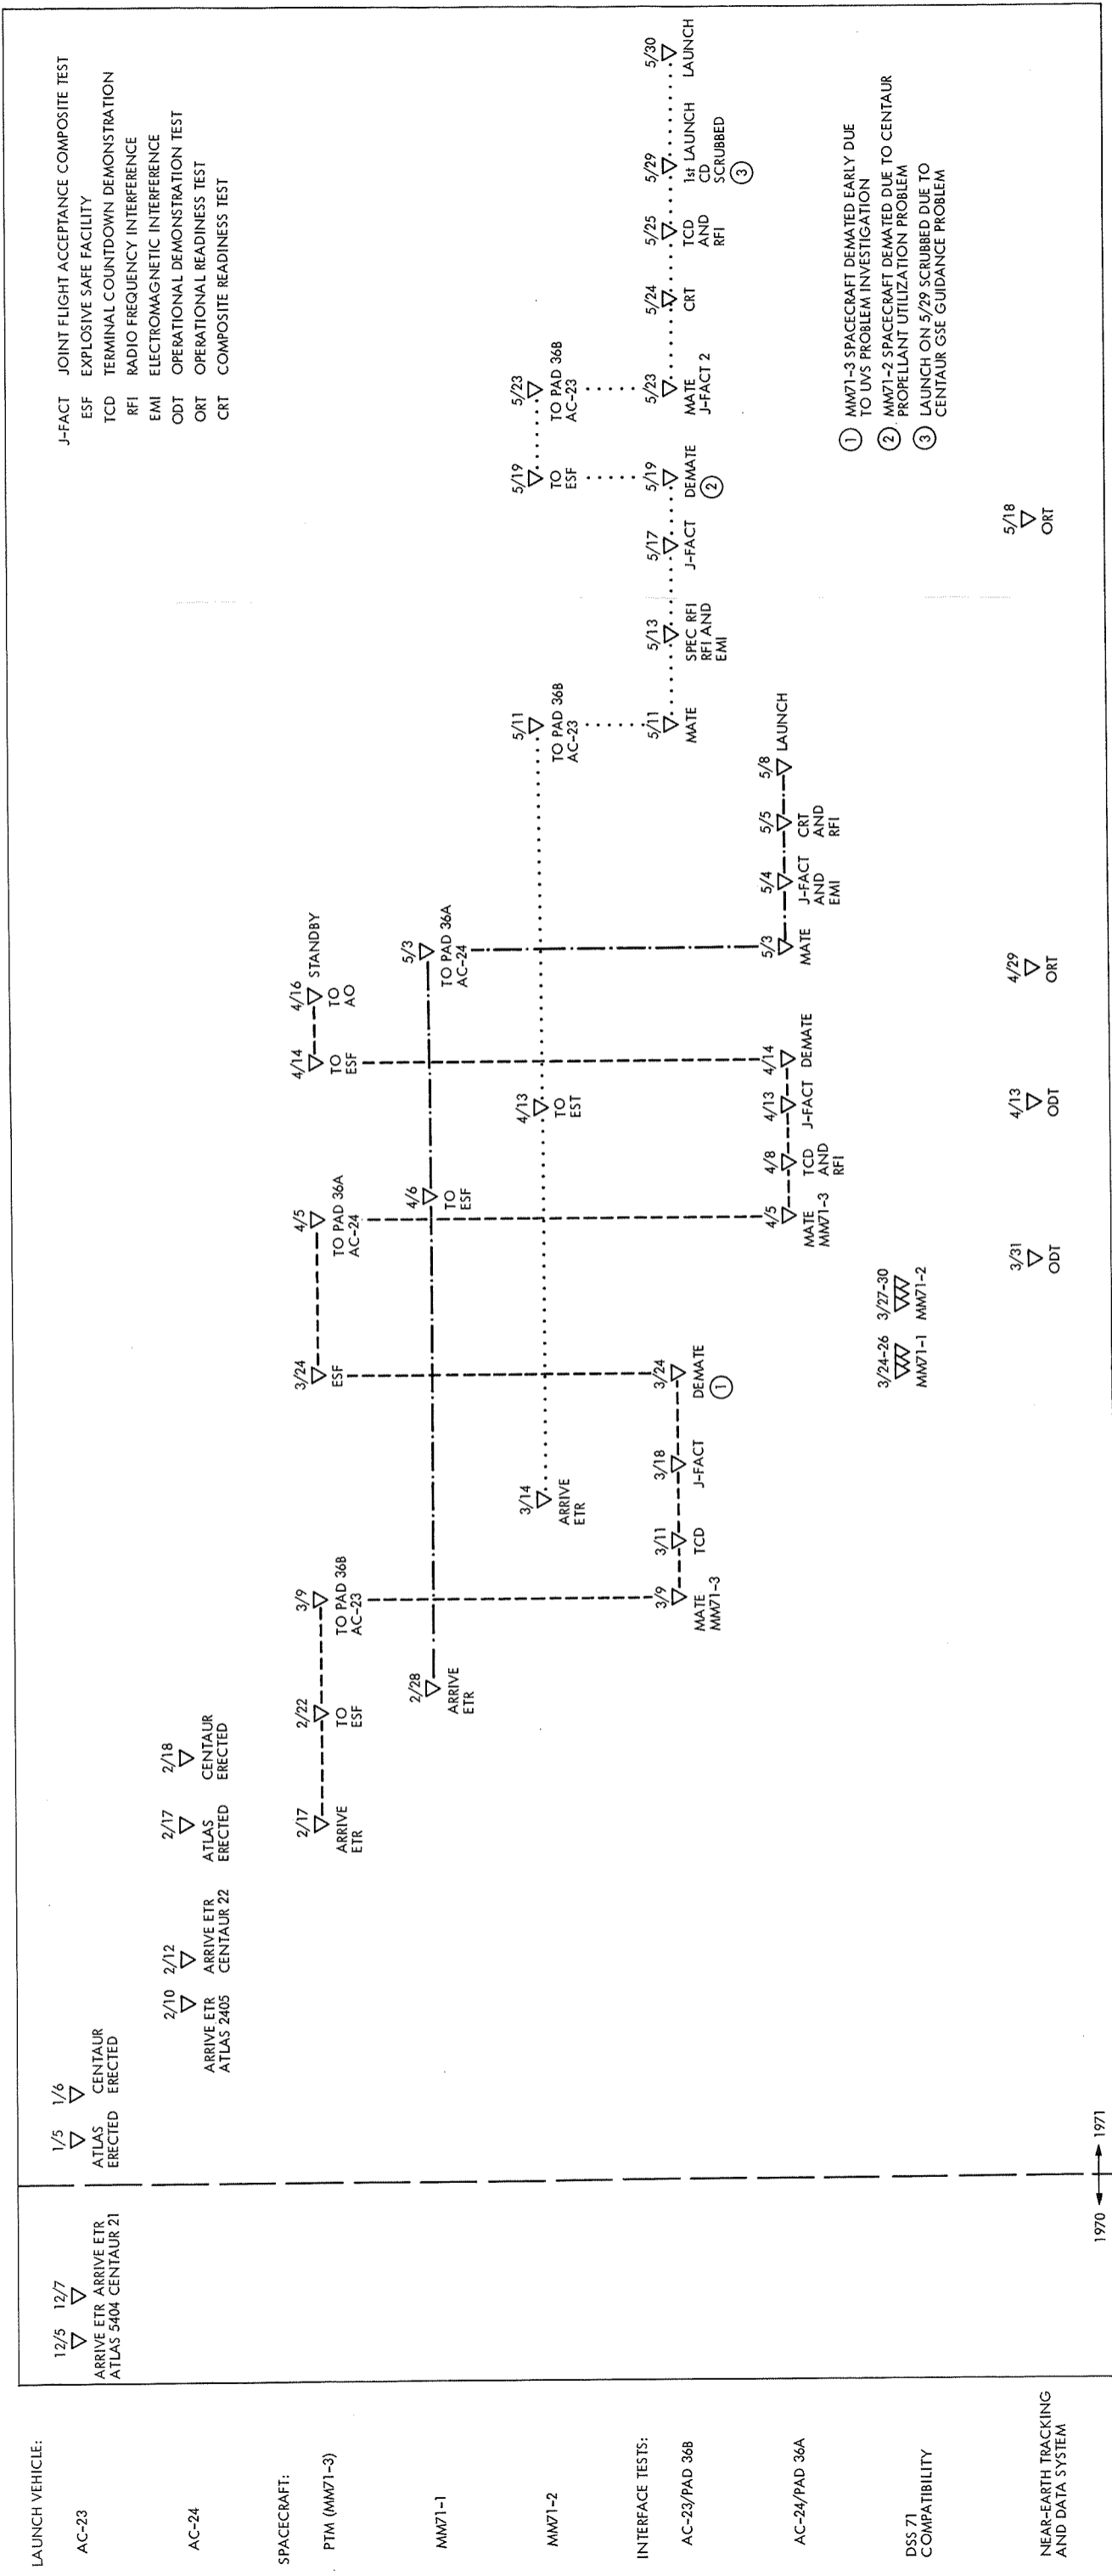 LAUNCH VEHICLE:
AC-23
12/5
ARRIVE ETR
ATLAS 5404
12/7
ARRIVE ETR
CENTAUR 21
1/5
ATLAS
ERECTED
1/6
CENTAUR
ERECTED
AC-24
2/10
ARRIVE ETR
ATLAS 2405
2/12
ARRIVE ETR
CENTAUR 22
2/17
ATLAS
ERECTED
2/18
CENTAUR
ERECTED
J-FACT JOINT FLIGHT ACCEPTANCE COMPOSITE TEST
ESF EXPLOSIVE SAFE FACILITY
TCD TERMINAL COUNTDOWN DEMONSTRATION
RFI RADIO FREQUENCY INTERFERENCE
EMI ELECTROMAGNETIC INTERFERENCE
ODT OPERATIONAL DEMONSTRATION TEST
ORT OPERATIONAL READINESS TEST
CRT COMPOSITE READINESS TEST
SPACECRAFT:
PTM (MM71-3)
2/17
ARRIVE
ETR
2/22
TO
ESF
3/9
TO PAD 36B
AC-23
3/24
ESF
4/5
TO PAD 36A
AC-24
4/14
TO
ESF
4/16
TO
AO
STANDBY
MM71-1
2/28
ARRIVE
ETR
4/6
TO
ESF
5/3
TO PAD 36A
AC-24
MM71-2
3/14
ARRIVE
ETR
4/13
TO
EST
5/11
TO PAD 36B
AC-23
5/19
TO
ESF
5/23
TO PAD 36B
AC-23
INTERFACE TESTS:
AC-23/PAD 36B
3/9
MATE
MM71-3
3/11
TCD
3/18
J-FACT
3/24
DEMATE
1
5/11
MATE
5/13
SPEC RFI
RFI AND
EMI
5/17
J-FACT
5/19
DEMATE
2
5/23
MATE
J-FACT 2
5/24
CRT
5/25
TCD
AND
RFI
5/29
1st LAUNCH
CD
SCRUBBED
3
5/30
LAUNCH
AC-24/PAD 36A
4/5
MATE
MM71-3
4/8
TCD
AND
RFI
4/13
J-FACT
4/14
DEMATE
5/3
MATE
5/4
J-FACT
AND
EMI
5/5
CRT
AND
RFI
5/8
LAUNCH
1 MM71-3 SPACECRAFT DEMATED EARLY DUE
TO UVS PROBLEM INVESTIGATION
2 MM71-2 SPACECRAFT DEMATED DUE TO CENTAUR
PROPELLANT UTILIZATION PROBLEM
3 LAUNCH ON 5/29 SCRUBBED DUE TO
CENTAUR GSE GUIDANCE PROBLEM
DSS 71
COMPATIBILITY
3/24-26
MM71-1
3/27-30
MM71-2
NEAR-EARTH TRACKING
AND DATA SYSTEM
3/31
ODT
4/13
ODT
4/29
ORT
5/18
ORT
1970
1971